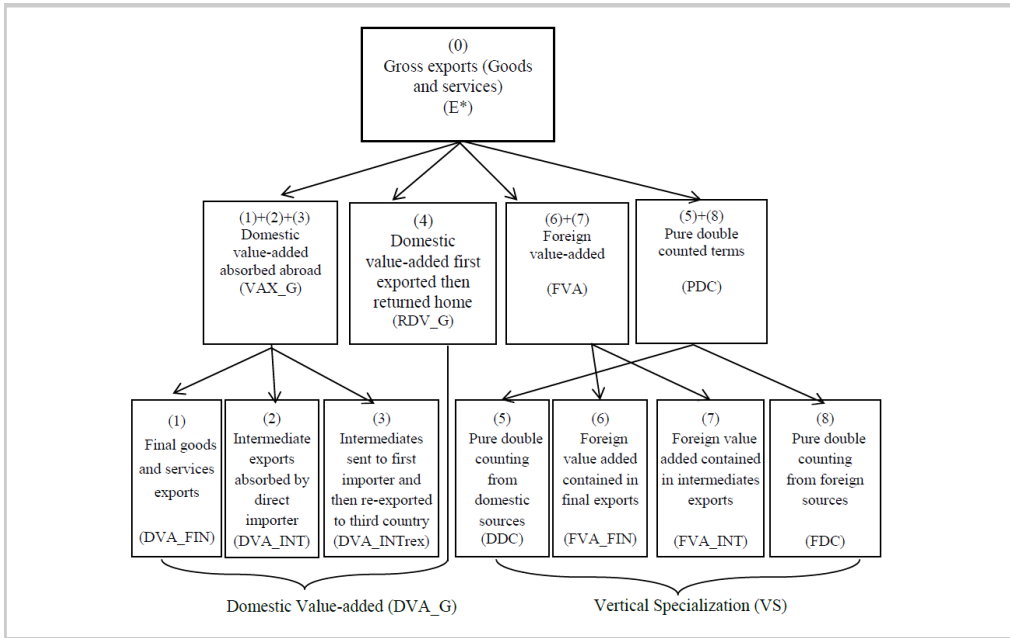 (0)
Gross exports (Goods
and services)
(E*)
(1)+(2)+(3)
Domestic
value-added
absorbed abroad
(VAX_G)
(4)
Domestic
value-added first
exported then
returned home
(RDV_G)
(6)+(7)
Foreign
value-added
(FVA)
(5)+(8)
Pure double
counted terms
(PDC)
(1)
Final goods
and services
exports
(DVA_FIN)
(2)
Intermediate
exports
absorbed by
direct
importer
(DVA_INT)
(3)
Intermediates
sent to first
importer and
then re-exported
to third country
(DVA_INTrex)
(5)
Pure double
counting
from
domestic
sources
(DDC)
(6)
Foreign
value added
contained in
final exports
(FVA_FIN)
(7)
Foreign value
added contained
in intermediates
exports
(FVA_INT)
(8)
Pure double
counting
from foreign
sources
(FDC)
Domestic Value-added (DVA_G)
Vertical Specialization (VS)